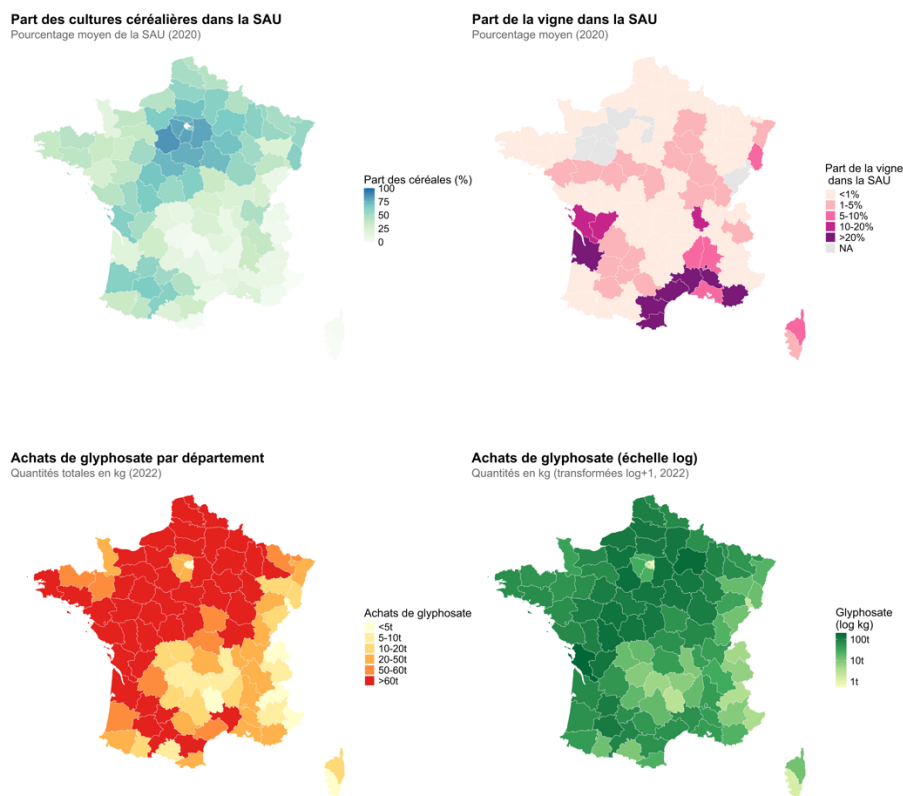 Part des cultures céréalières dans la SAU
Pourcentage moyen de la SAU (2020)
Part des céréales (%)
100
75
50
25
0
Part de la vigne dans la SAU
Pourcentage moyen (2020)
Part de la vigne
dans la SAU
<1%
1-5%
5-10%
10-20%
>20%
NA
Achats de glyphosate par département
Quantités totales en kg (2022)
Achats de glyphosate
<5t
5-10t
10-20t
20-50t
50-60t
>60t
Achats de glyphosate (échelle log)
Quantités en kg (transformées log+1, 2022)
Glyphosate
(log kg)
100t
10t
1t